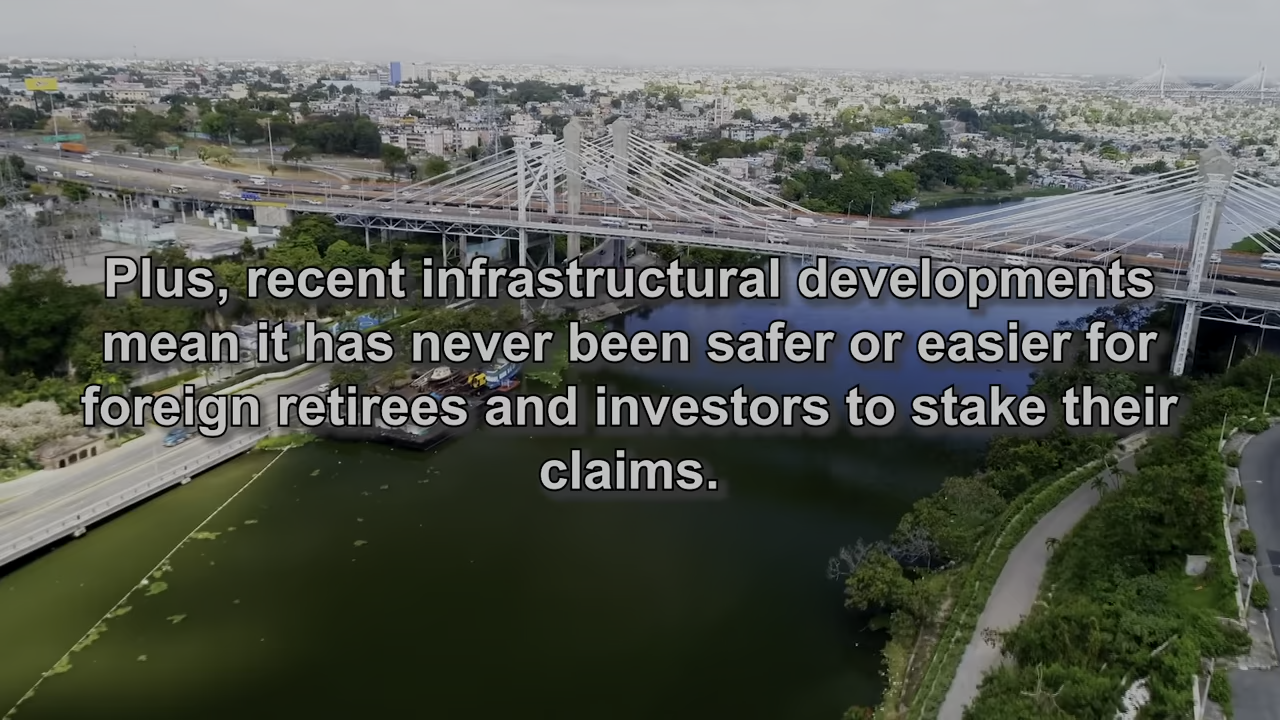 Plus, recent infrastructural developments
mean it has never been safer or easier for
foreign retirees and investors to stake their
claims.